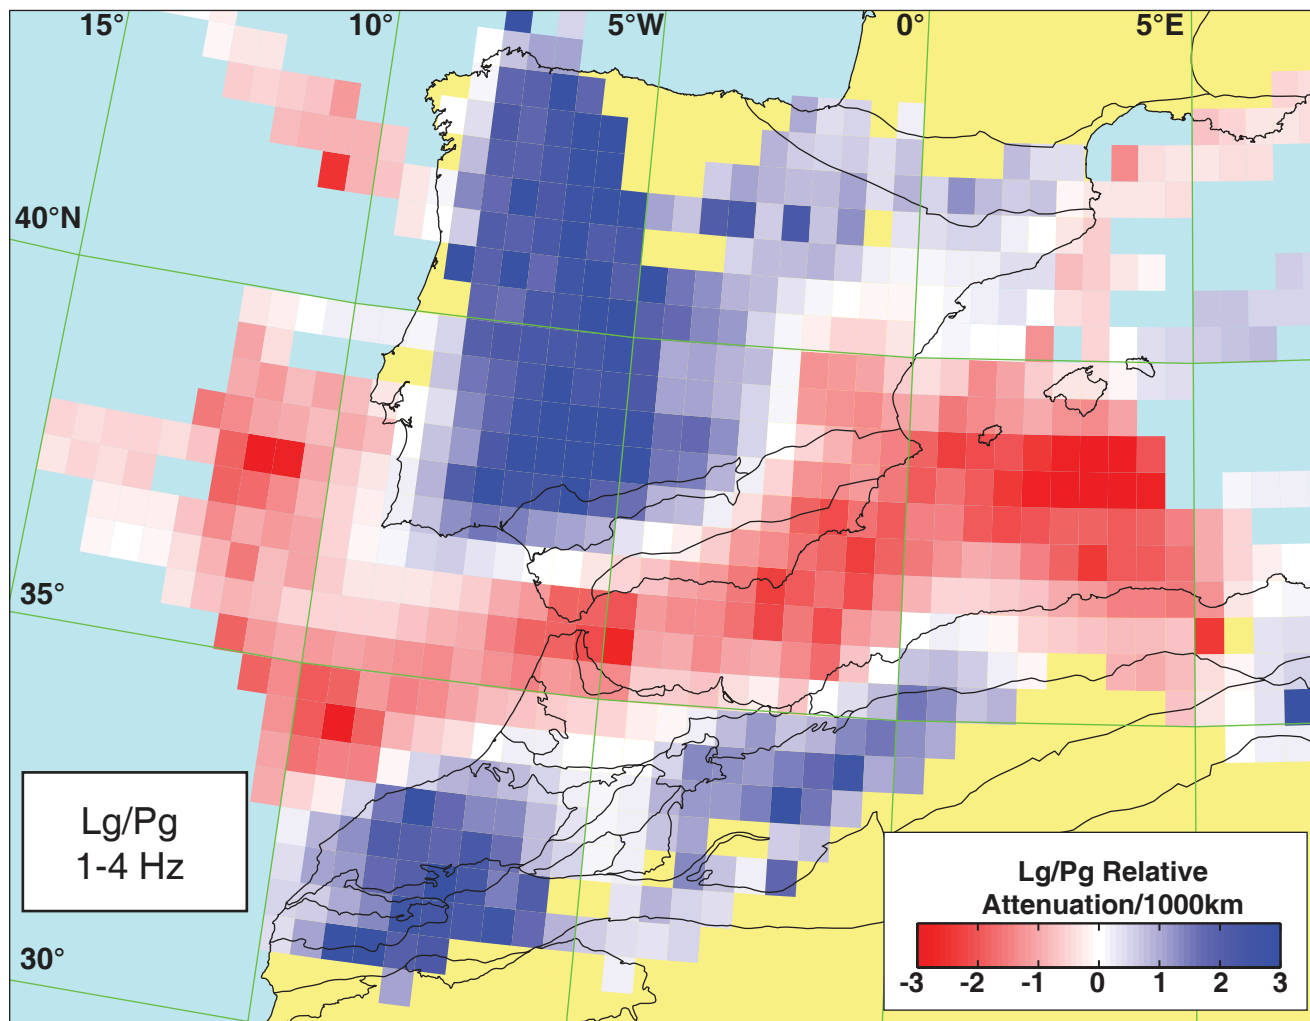 15°
10°
5°W
0°
5°E
40°N
35°
30°
Lg/Pg
1-4 Hz
Lg/Pg Relative
Attenuation/1000km
-3 -2 -1 0 1 2 3